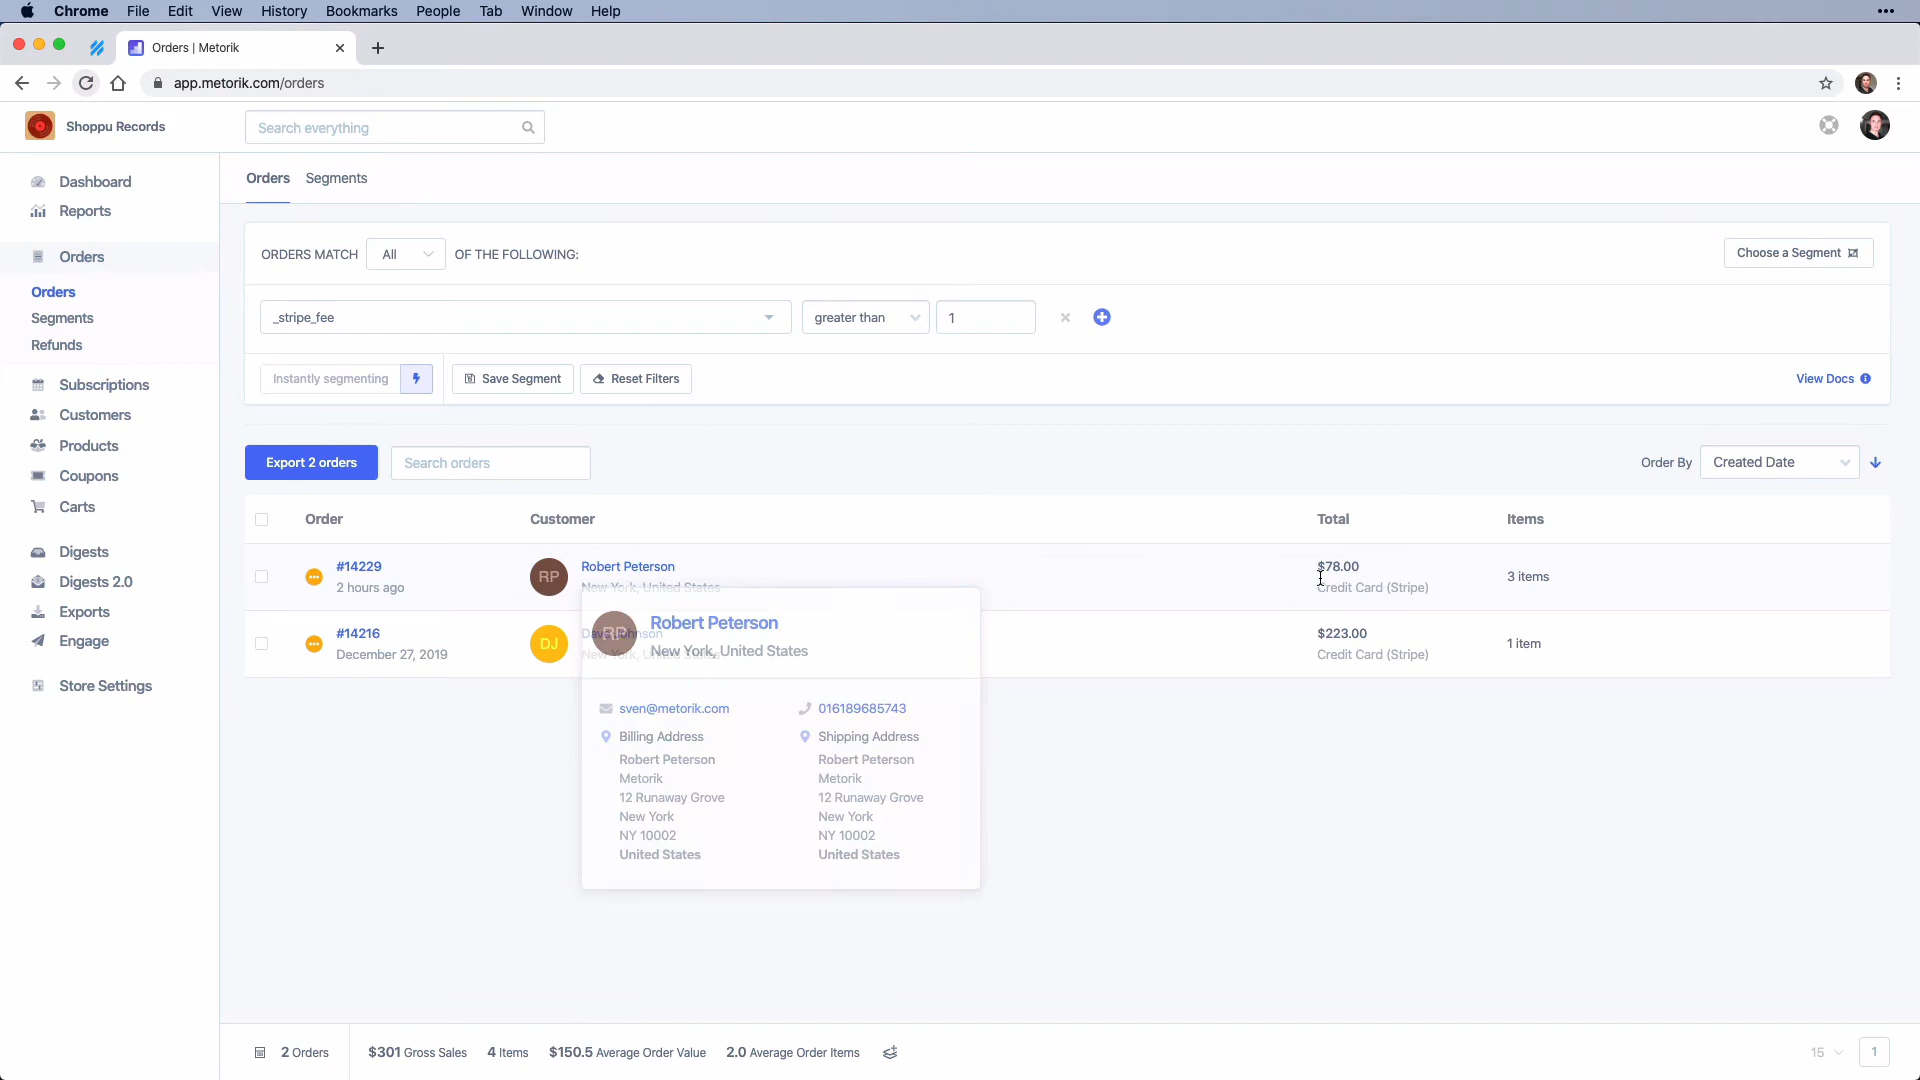 Chrome File Edit View History Bookmarks People Tab Window Help
Orders | Metorik
app.metorik.com/orders
Shoppu Records
Search everything
Dashboard
Reports
Orders
Orders
Segments
Refunds
Subscriptions
Customers
Products
Coupons
Carts
Digests
Digests 2.0
Exports
Engage
Store Settings
Orders Segments
ORDERS MATCH All OF THE FOLLOWING:
Choose a Segment
_stripe_fee greater than 1
Instantly segmenting Save Segment Reset Filters
View Docs
Export 2 orders Search orders
Order By Created Date
Order Customer Total Items
#14229 RP Robert Peterson $78.00 3 items
2 hours ago New York, United States Credit Card (Stripe)
#14216 DJ Dave Johnson $223.00 1 item
December 27, 2019 New York, United States Credit Card (Stripe)
RP Robert Peterson
New York, United States
sven@metorik.com 016189685743
Billing Address Shipping Address
Robert Peterson Robert Peterson
Metorik Metorik
12 Runaway Grove 12 Runaway Grove
New York New York
NY 10002 NY 10002
United States United States
2 Orders $301 Gross Sales 4 Items $150.5 Average Order Value 2.0 Average Order Items
15 1